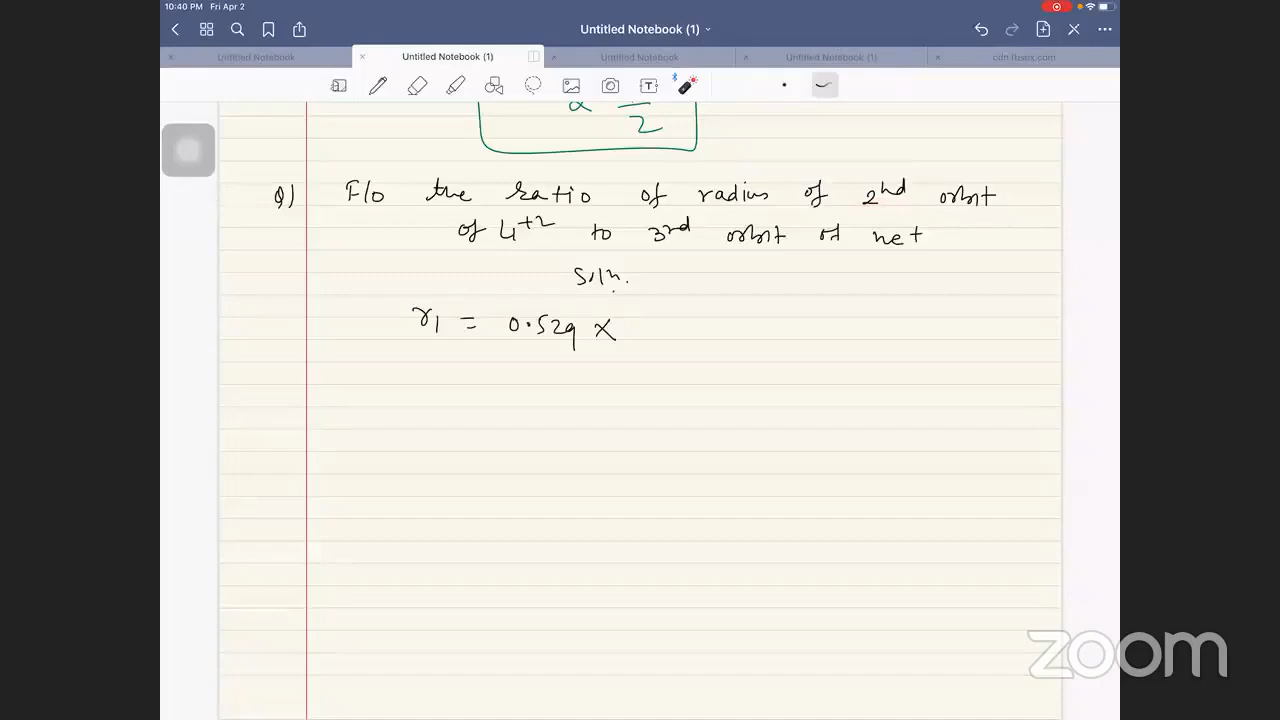 10:40 PM Fri Apr 2
Untitled Notebook (1)
Untitled Notebook
Untitled Notebook (1)
Untitled Notebook
Untitled Notebook (1)
T
α
2
Q) F/o the ratio of radius of 2nd orbit
of Li+2 to 3rd orbit of He+
Soln.
r1 = 0.529 ×
zoom